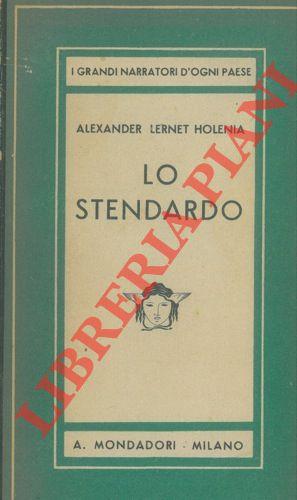 I GRANDI NARRATORI D'OGNI PAESE
ALEXANDER LERNET HOLENIA
LO
STENDARDO
LIBRERIA PIANI
A. MONDADORI - MILANO